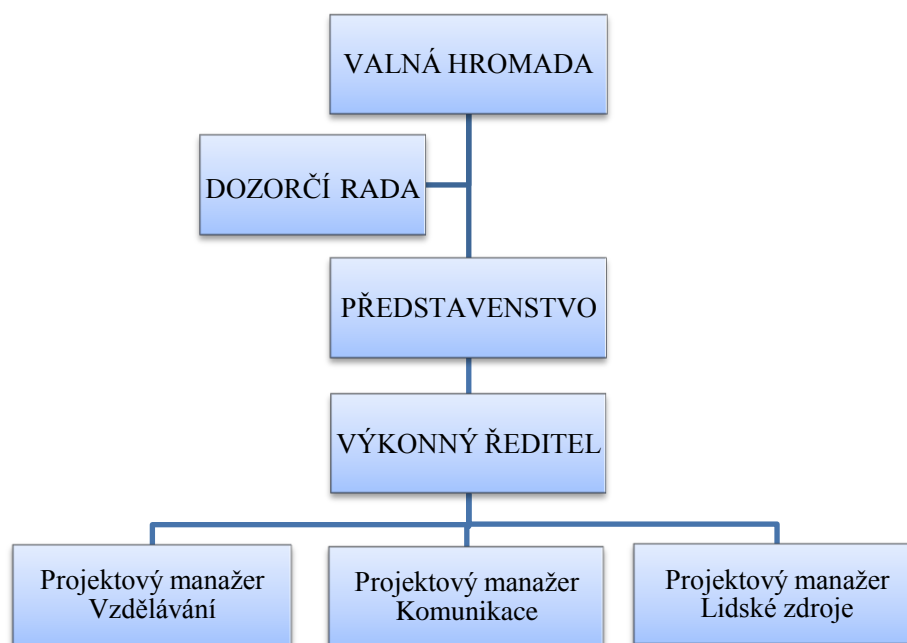 VALNÁ HROMADA
DOZORČÍ RADA
PŘEDSTAVENSTVO
VÝKONNÝ ŘEDITEL
Projektový manažer
Vzdělávání
Projektový manažer
Komunikace
Projektový manažer
Lidské zdroje